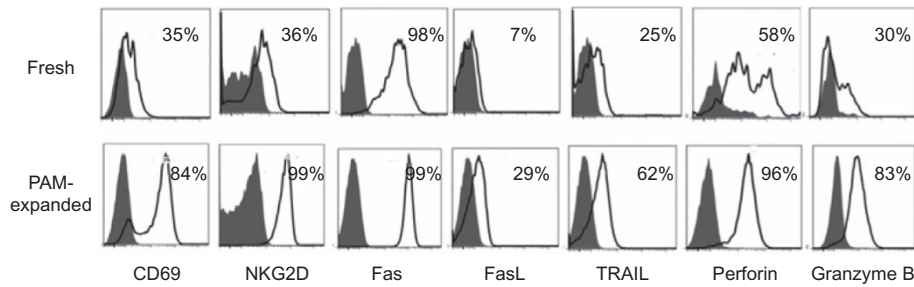 35% 36% 98% 7% 25% 58% 30%
Fresh
84% 99% 99% 29% 62% 96% 83%
PAM-
expanded
CD69 NKG2D Fas FasL TRAIL Perforin Granzyme B